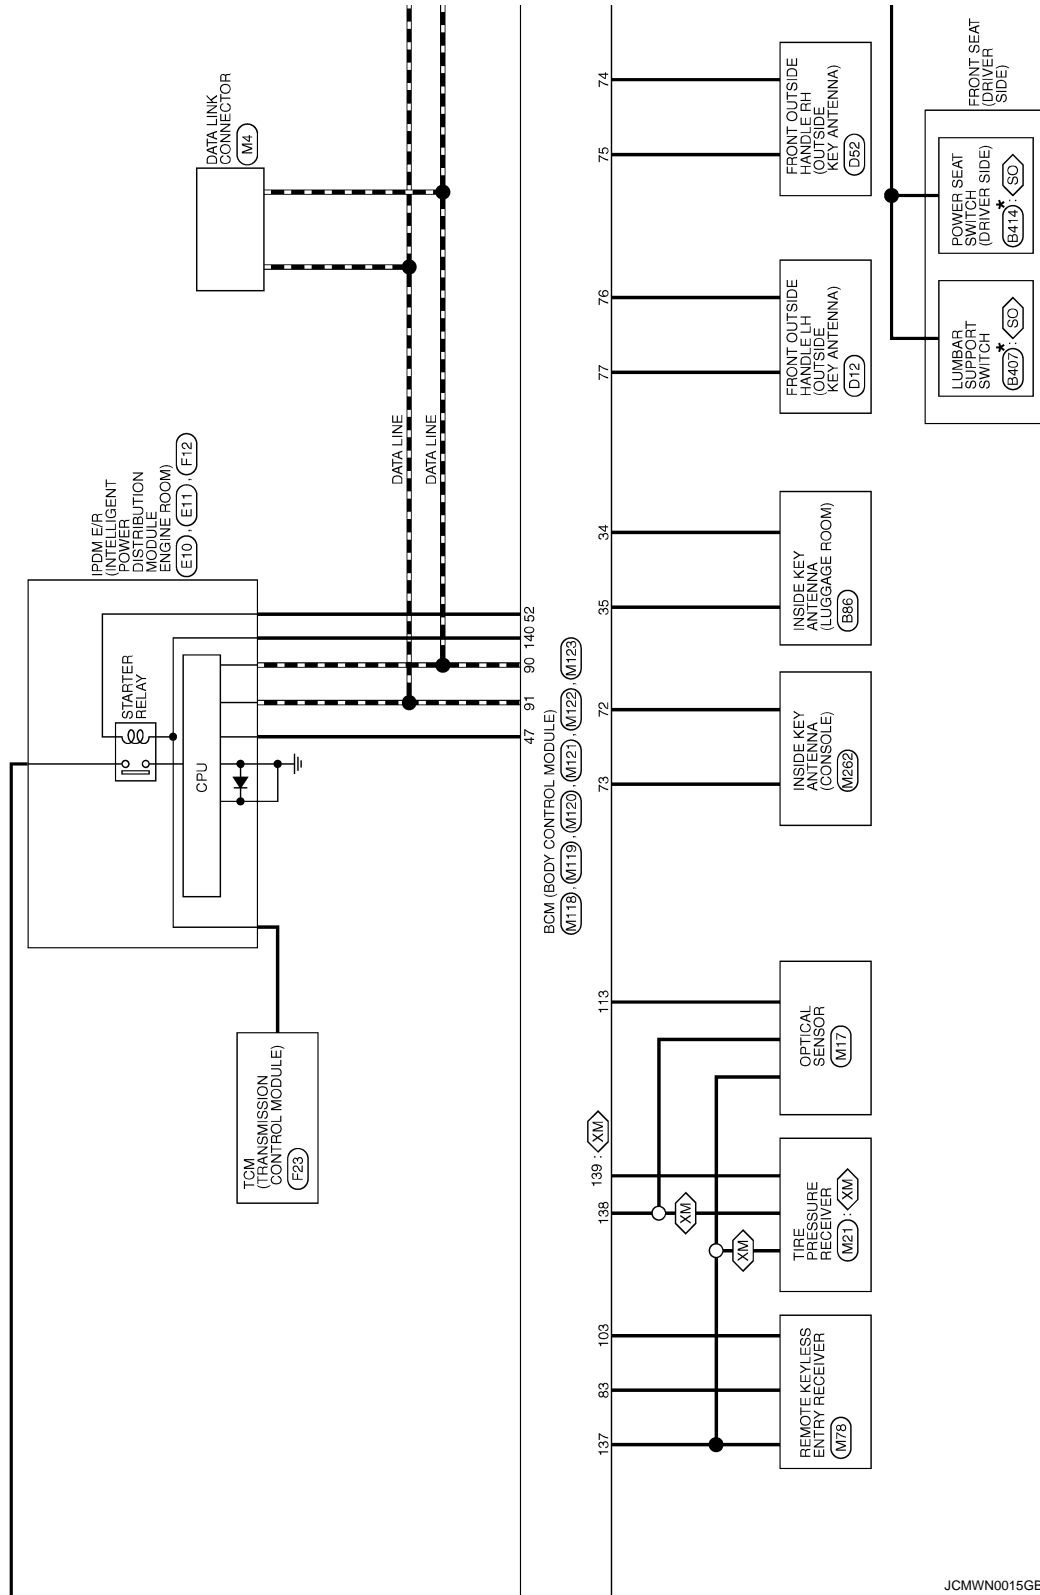 DATA LINK
CONNECTOR
M4
DATA LINE
DATA LINE
IPDM E/R
(INTELLIGENT
POWER
DISTRIBUTION
MODULE
ENGINE ROOM)
E10 , E11 , F12
STARTER
RELAY
CPU
TCM
(TRANSMISSION
CONTROL MODULE)
F23
47
91
90
140
52
BCM (BODY CONTROL MODULE)
M118 , M119 , M120 , M121 , M122 , M123
137
83
103
138
139 : XM
113
73
72
35
34
77
76
75
74
XM
XM
REMOTE KEYLESS
ENTRY RECEIVER
M78
TIRE
PRESSURE
RECEIVER
M21 : XM
OPTICAL
SENSOR
M17
INSIDE KEY
ANTENNA
(CONSOLE)
M262
INSIDE KEY
ANTENNA
(LUGGAGE ROOM)
B86
FRONT OUTSIDE
HANDLE LH
(OUTSIDE
KEY ANTENNA)
D12
FRONT OUTSIDE
HANDLE RH
(OUTSIDE
KEY ANTENNA)
D52
LUMBAR
SUPPORT
SWITCH
B407 * : SO
POWER SEAT
SWITCH
(DRIVER SIDE)
B414 * : SO
FRONT SEAT
(DRIVER
SIDE)
JCMWN0015GE